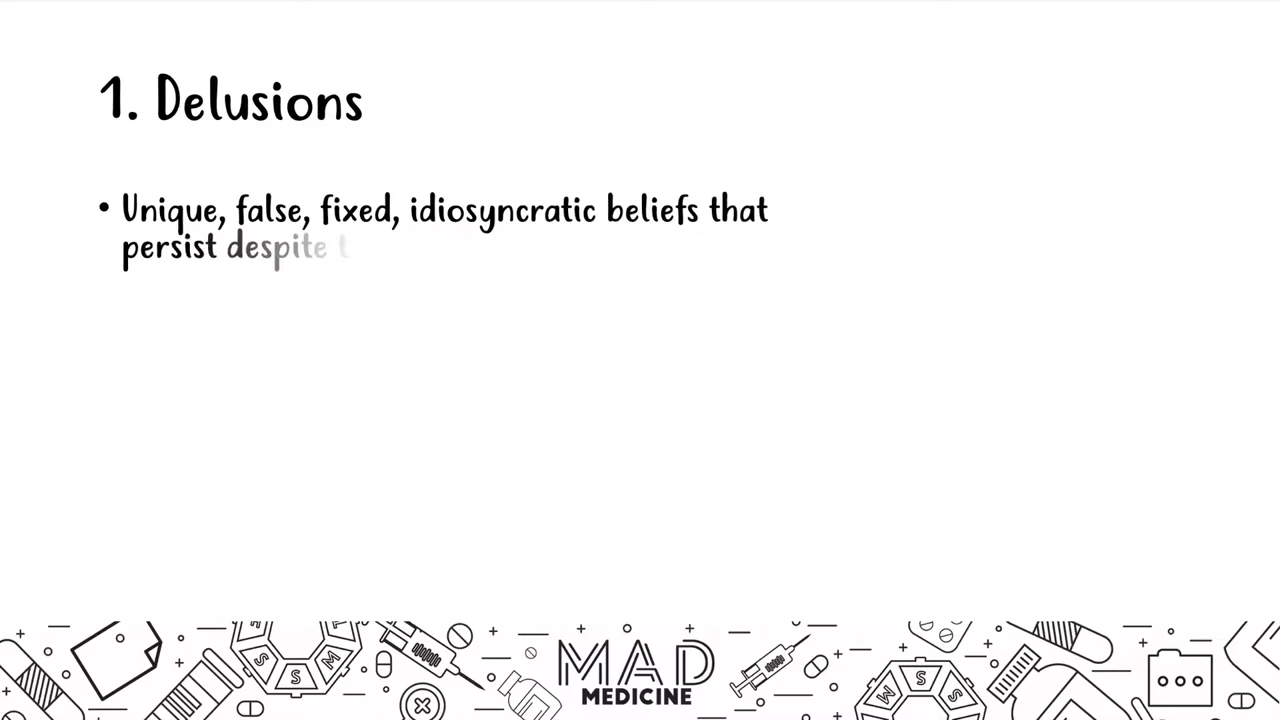 1. Delusions
• Unique, false, fixed, idiosyncratic beliefs that
persist despite t
MAD
MEDICINE
S
S
M
M
S
S